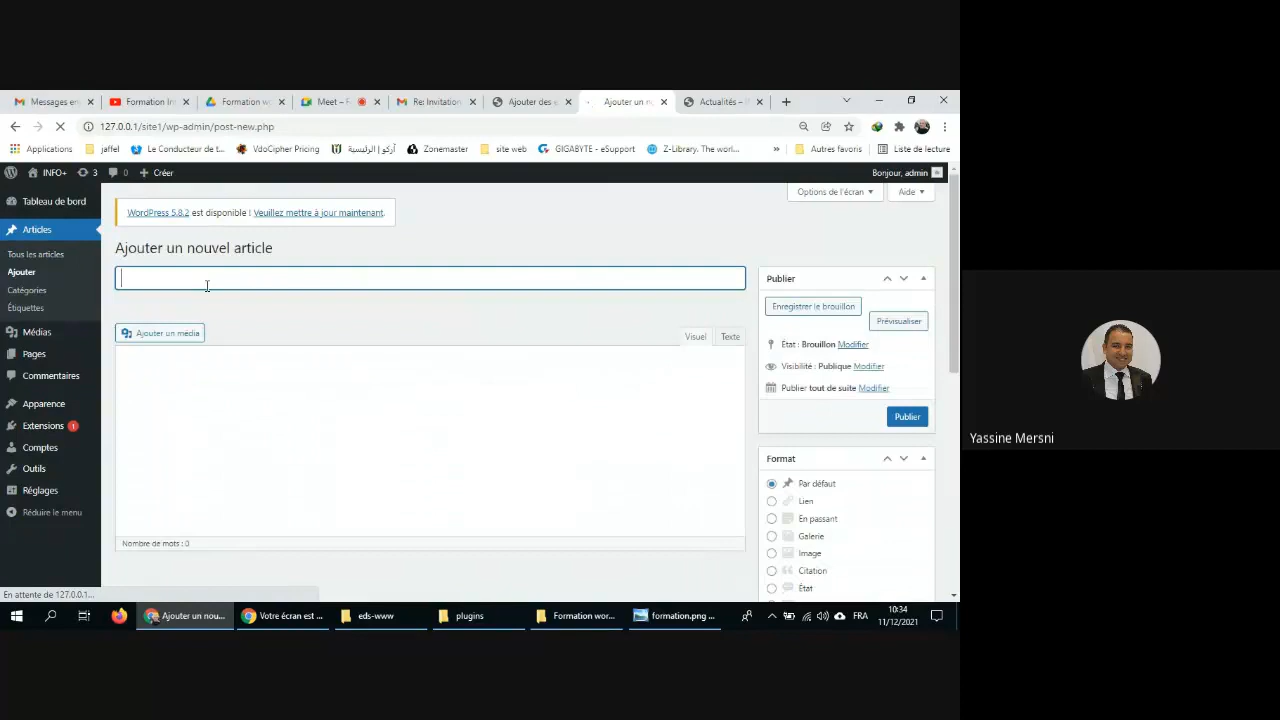 Messages en
Formation In
Formation w
Meet – F
Re: Invitation
Ajouter des e
Ajouter un n
Actualités – I
127.0.0.1/site1/wp-admin/post-new.php
Applications
jaffel
Le Conducteur de t...
VdoCipher Pricing
أركو | الرئيسية
Zonemaster
site web
GIGABYTE - eSupport
Z-Library. The worl...
»
Autres favoris
Liste de lecture
INFO+
3
0
Créer
Bonjour, admin
Tableau de bord
Articles
Tous les articles
Ajouter
Catégories
Étiquettes
Médias
Pages
Commentaires
Apparence
Extensions 1
Comptes
Outils
Réglages
Réduire le menu
Options de l'écran
Aide
WordPress 5.8.2 est disponible ! Veuillez mettre à jour maintenant.
Ajouter un nouvel article
Ajouter un média
Visuel
Texte
Nombre de mots : 0
Publier
Enregistrer le brouillon
Prévisualiser
État : Brouillon Modifier
Visibilité : Publique Modifier
Publier tout de suite Modifier
Publier
Format
Par défaut
Lien
En passant
Galerie
Image
Citation
État
En attente de 127.0.0.1...
Ajouter un nou...
Votre écran est ...
eds-www
plugins
Formation wor...
formation.png ...
FRA
10:34
11/12/2021
Yassine Mersni